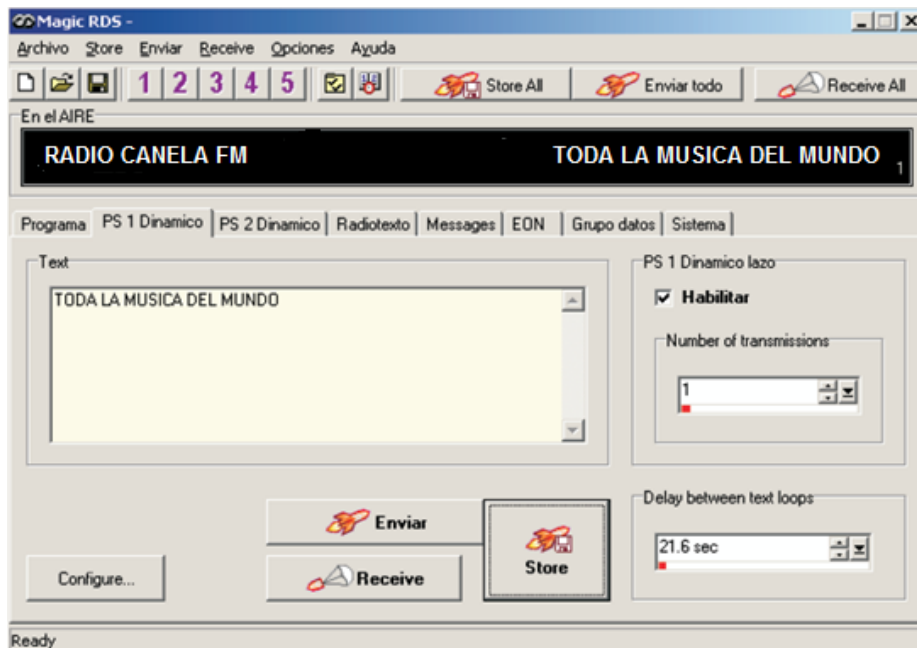 Magic RDS -
Archivo Store Enviar Receive Opciones Ayuda
1 2 3 4 5 Store All Enviar todo Receive All
En el AIRE
RADIO CANELA FM TODA LA MUSICA DEL MUNDO 1
Programa PS 1 Dinamico PS 2 Dinamico Radiotexto Messages EON Grupo datos Sistema
Text
TODA LA MUSICA DEL MUNDO
PS 1 Dinamico lazo
Habilitar
Number of transmissions
1
Enviar
Receive
Store
Configure...
Delay between text loops
21.6 sec
Ready